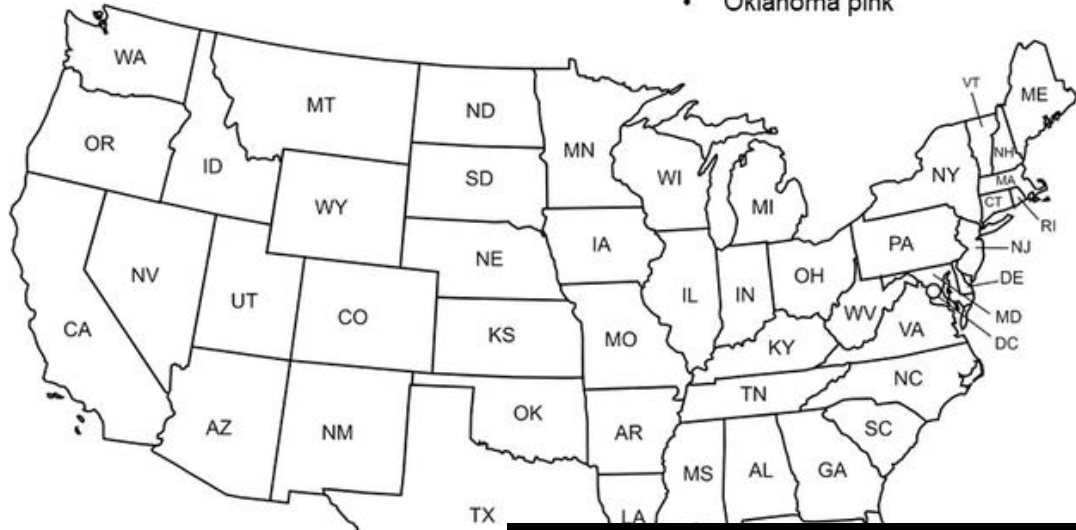 Oklahoma pink
WA
MT
ND
VT
ME
OR
ID
MN
NH
SD
WI
NY
MA
WY
MI
CT
RI
IA
PA
NJ
NE
NV
OH
DE
UT
IL
IN
CO
WV
MD
CA
KS
MO
VA
DC
KY
NC
TN
OK
AZ
NM
AR
SC
MS
AL
GA
TX
LA